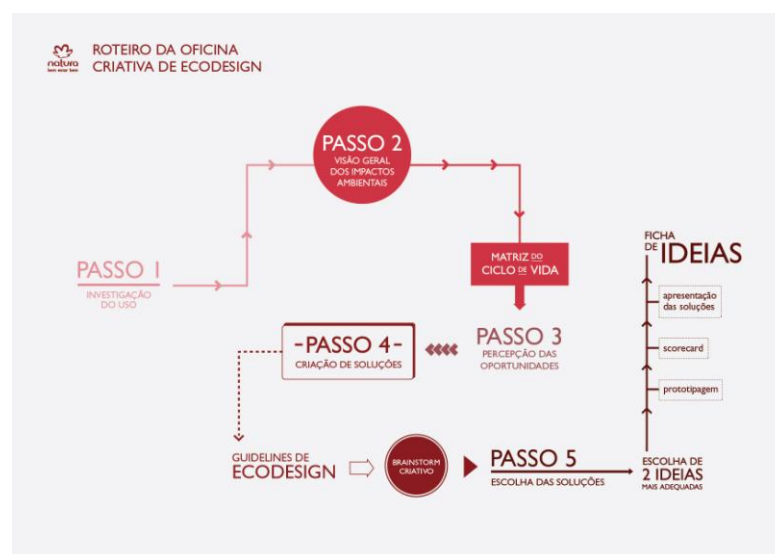 natura
bem estar bem
ROTEIRO DA OFICINA
CRIATIVA DE ECODESIGN
PASSO 1
INVESTIGAÇÃO
DO USO
PASSO 2
VISÃO GERAL
DOS IMPACTOS
AMBIENTAIS
MATRIZ DO
CICLO DE VIDA
PASSO 3
PERCEPÇÃO DAS
OPORTUNIDADES
-PASSO 4-
CRIAÇÃO DE SOLUÇÕES
GUIDELINES DE
ECODESIGN
BRAINSTORM
CRIATIVO
PASSO 5
ESCOLHA DAS SOLUÇÕES
ESCOLHA DE
2 IDEIAS
MAIS ADEQUADAS
prototipagem
scorecard
apresentação
das soluções
FICHA
DE IDEIAS